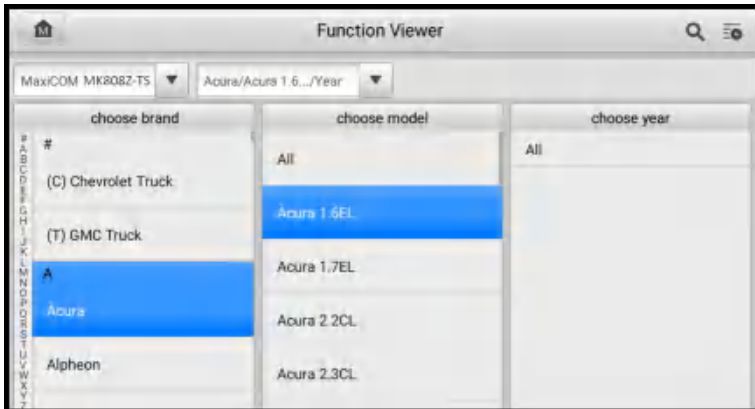 Function Viewer
MaxiCOM MK808Z-TS
Acura/Acura 1.6.../Year
choose brand
choose model
choose year
#
A
B
C
D
E
F
G
H
I
J
K
L
M
N
O
P
Q
R
S
T
U
V
W
X
Y
Z
#
(C) Chevrolet Truck
(T) GMC Truck
A
Acura
Alpheon
All
Acura 1.6EL
Acura 1.7EL
Acura 2.2CL
Acura 2.3CL
All